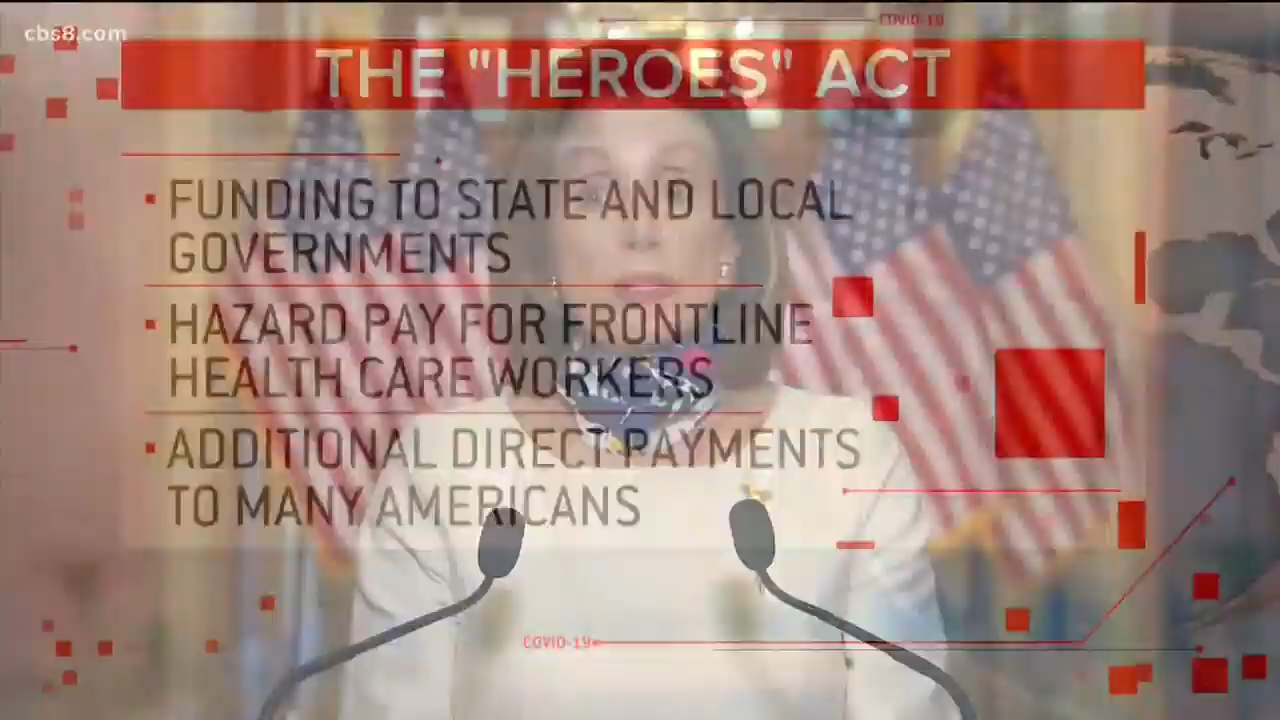 COVID-19
cbs8.com
THE "HEROES" ACT
FUNDING TO STATE AND LOCAL
GOVERNMENTS
HAZARD PAY FOR FRONTLINE
HEALTH CARE WORKERS
ADDITIONAL DIRECT PAYMENTS
TO MANY AMERICANS
COVID-19